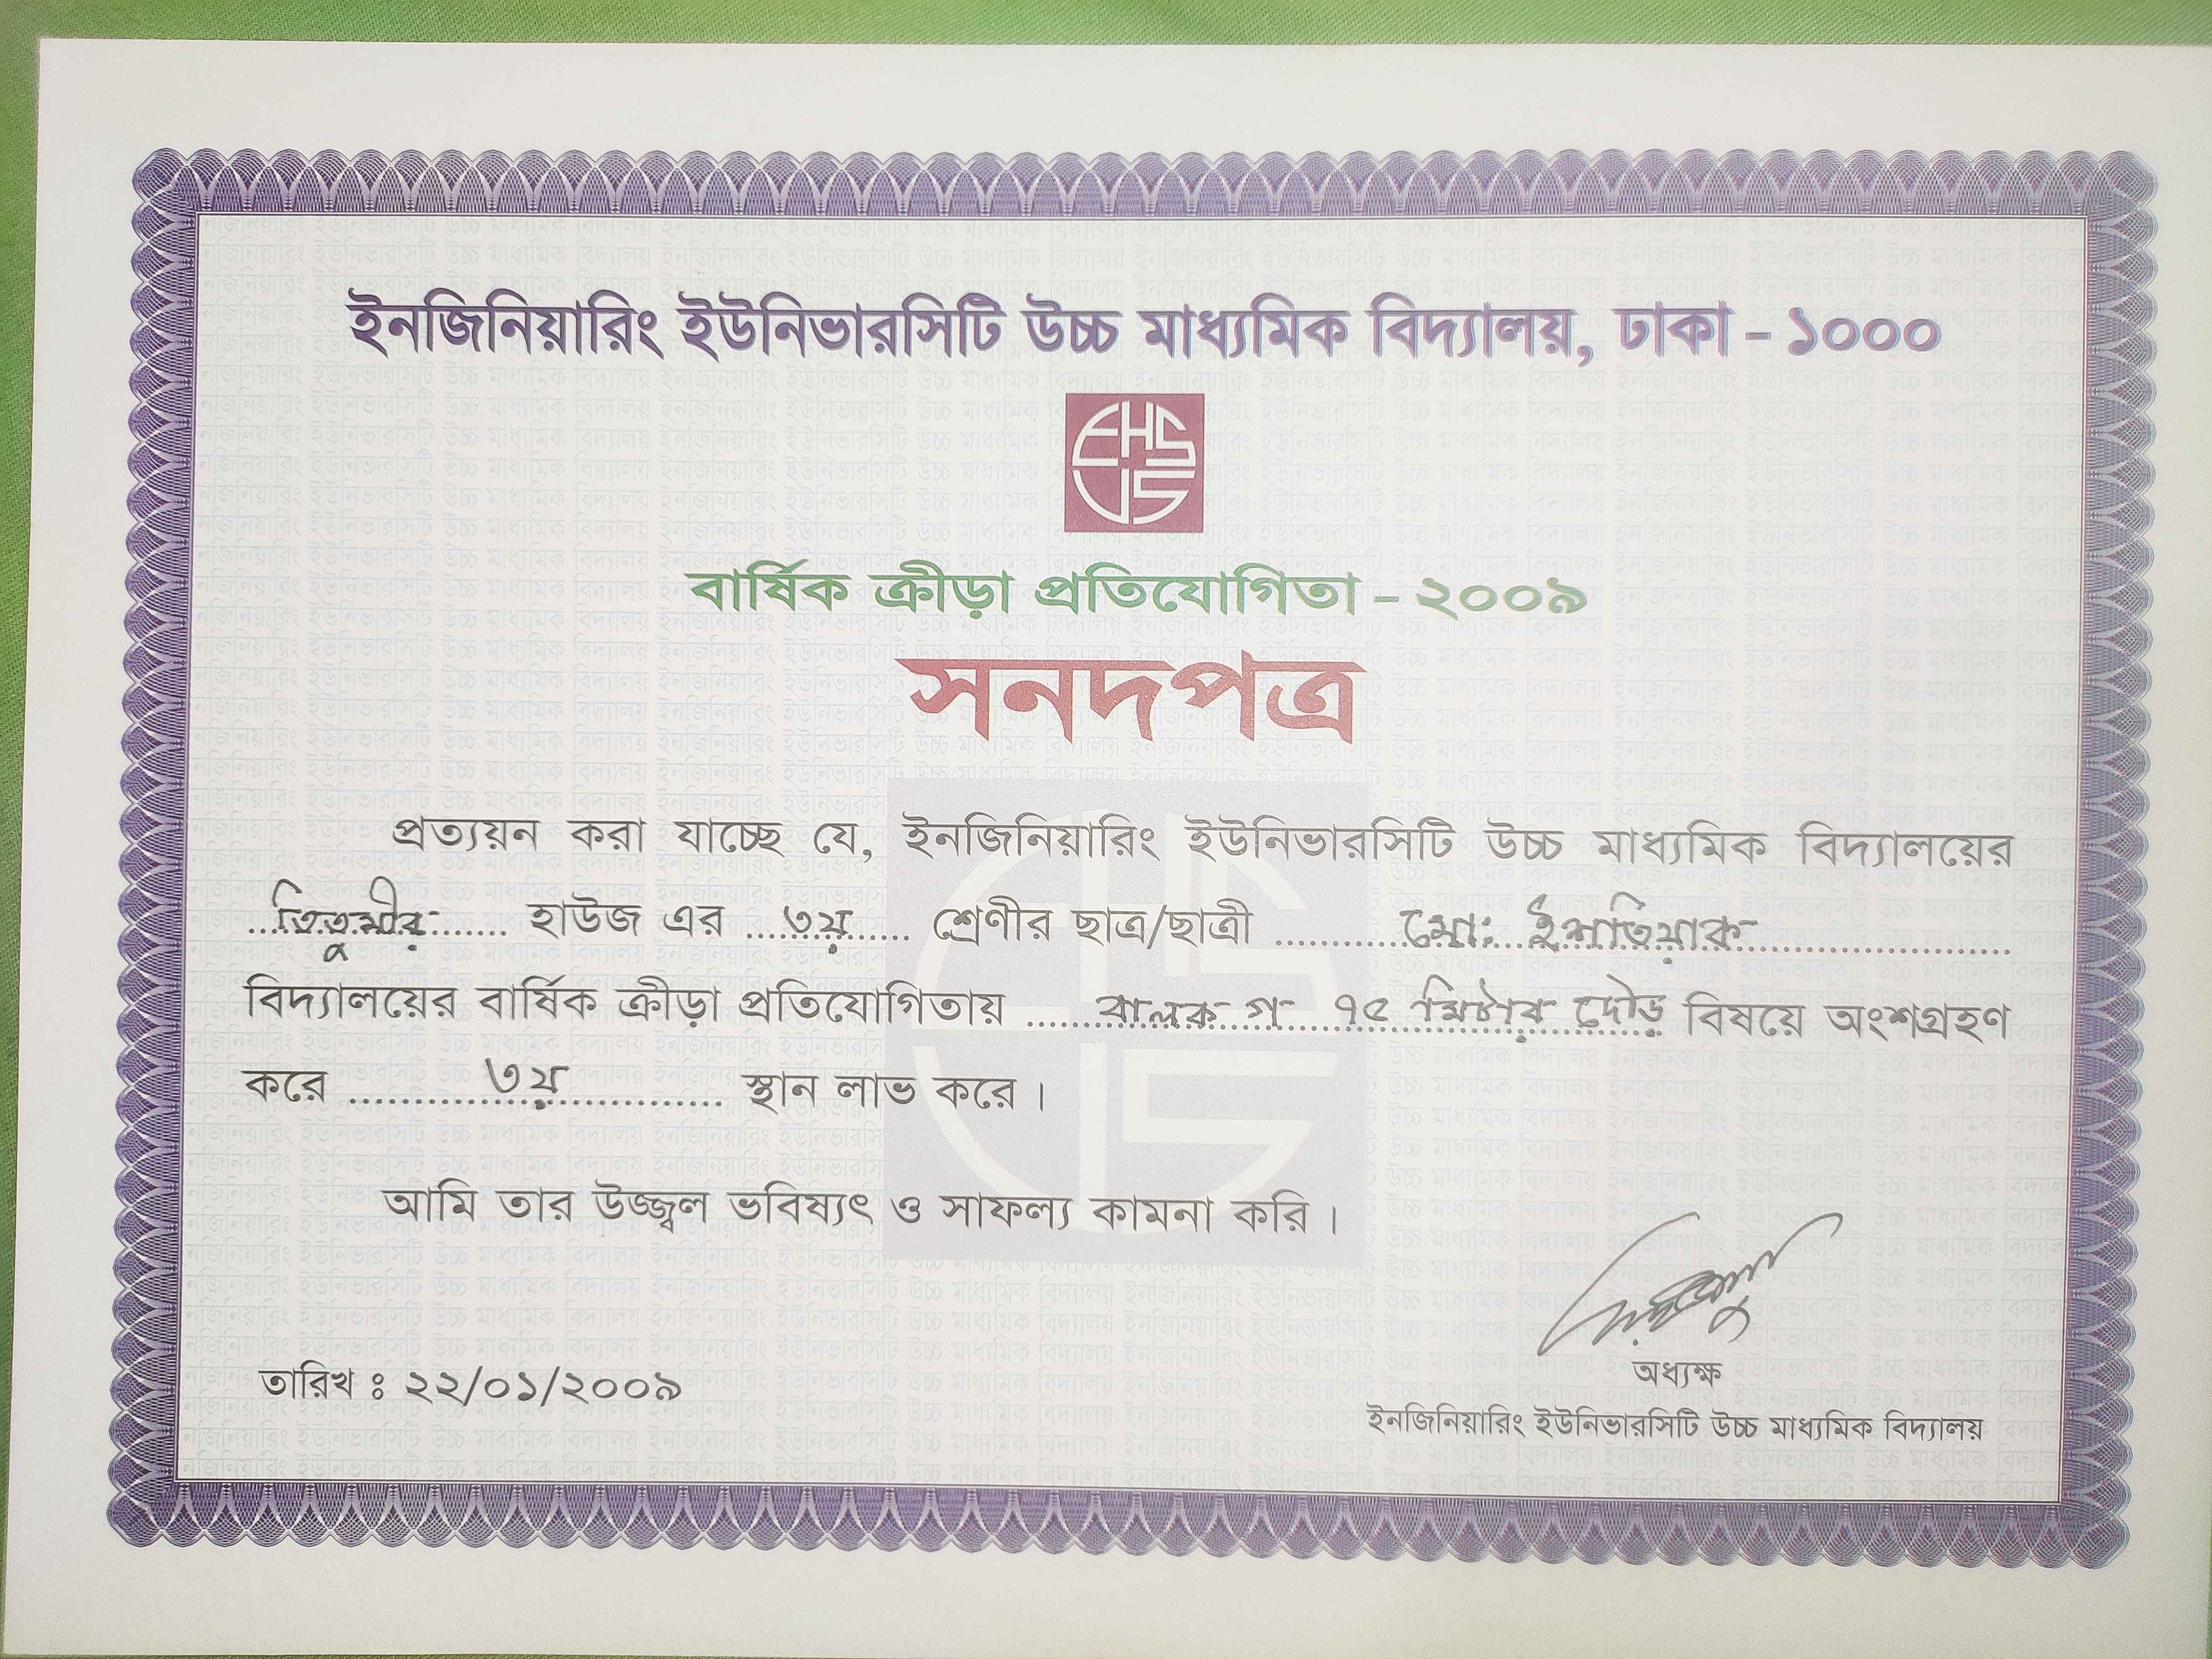 ইনজিনিয়ারিং ইউনিভারসিটি উচ্চ মাধ্যমিক বিদ্যালয়, ঢাকা - ১০০০
EHS
US
বার্ষিক ক্রীড়া প্রতিযোগিতা - ২০০৯
সনদপত্র
প্রত্যয়ন করা যাচ্ছে যে, ইনজিনিয়ারিং ইউনিভারসিটি উচ্চ মাধ্যমিক বিদ্যালয়ের
তিতুমীর হাউজ এর ৩য় শ্রেণীর ছাত্র/ছাত্রী মো: ইশতিয়াক
বিদ্যালয়ের বার্ষিক ক্রীড়া প্রতিযোগিতায় বালক গ ৭৫ মিটার দৌড় বিষয়ে অংশগ্রহণ
করে ৩য় স্থান লাভ করে।
আমি তার উজ্জ্বল ভবিষ্যৎ ও সাফল্য কামনা করি।
তারিখ ঃ ২২/০১/২০০৯
অধ্যক্ষ
ইনজিনিয়ারিং ইউনিভারসিটি উচ্চ মাধ্যমিক বিদ্যালয়